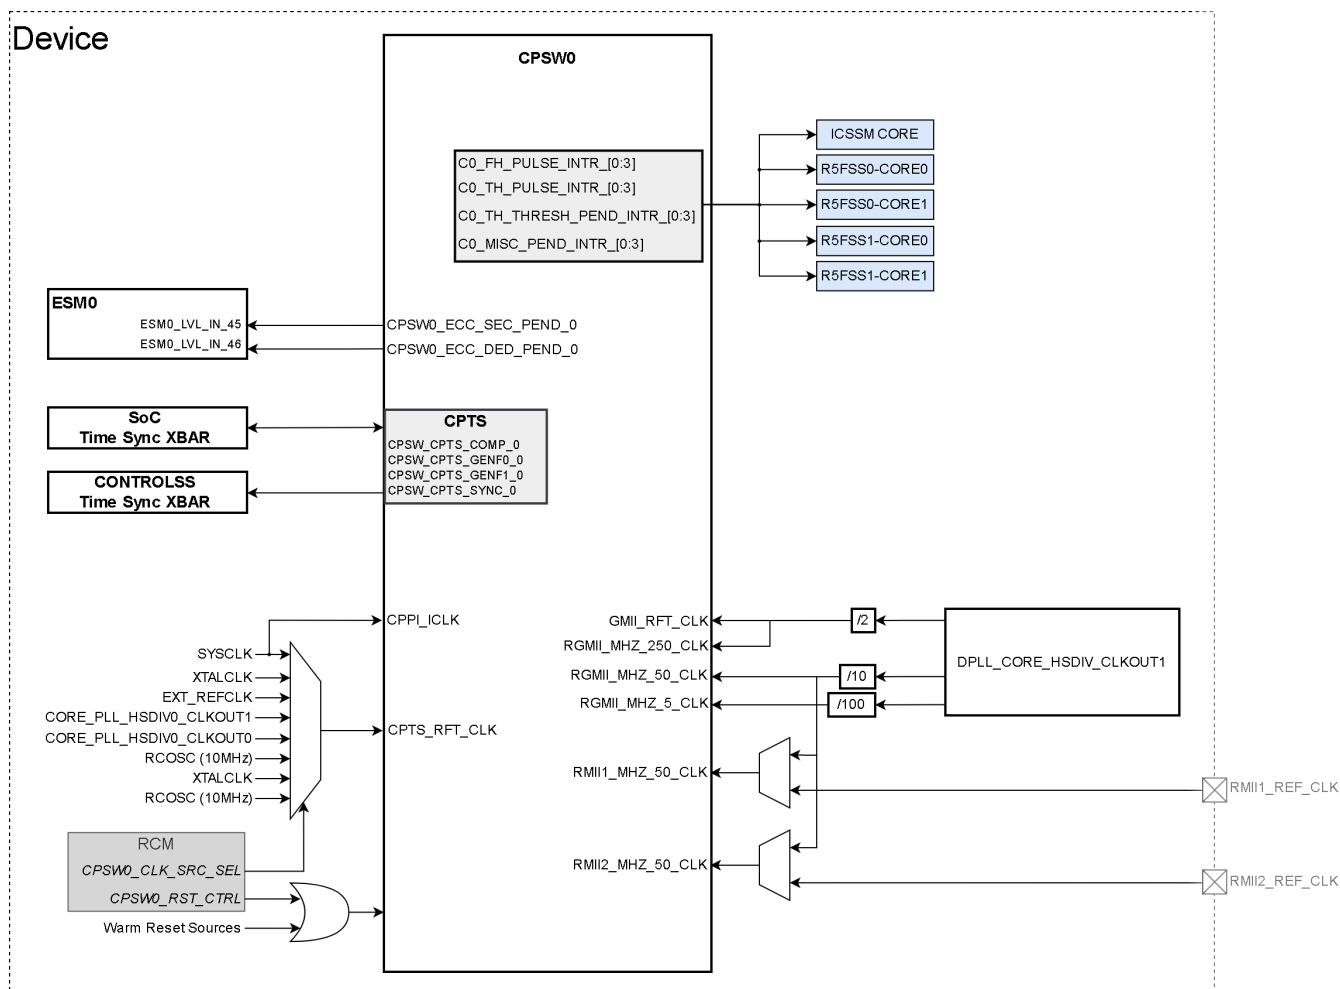 Device
CPSW0
C0_FH_PULSE_INTR_[0:3]
C0_TH_PULSE_INTR_[0:3]
C0_TH_THRESH_PEND_INTR_[0:3]
C0_MISC_PEND_INTR_[0:3]
ICSSM CORE
R5FSS0-CORE0
R5FSS0-CORE1
R5FSS1-CORE0
R5FSS1-CORE1
ESM0
ESM0_LVL_IN_45
ESM0_LVL_IN_46
CPSW0_ECC_SEC_PEND_0
CPSW0_ECC_DED_PEND_0
SoC
Time Sync XBAR
CONTROLSS
Time Sync XBAR
CPTS
CPSW_CPTS_COMP_0
CPSW_CPTS_GENF0_0
CPSW_CPTS_GENF1_0
CPSW_CPTS_SYNC_0
CPPI_ICLK
SYSCLK
XTALCLK
EXT_REFCLK
CORE_PLL_HSDIV0_CLKOUT1
CORE_PLL_HSDIV0_CLKOUT0
RCOSC (10MHz)
XTALCLK
RCOSC (10MHz)
CPTS_RFT_CLK
RCM
CPSW0_CLK_SRC_SEL
CPSW0_RST_CTRL
Warm Reset Sources
GMII_RFT_CLK
RGMII_MHZ_250_CLK
RGMII_MHZ_50_CLK
RGMII_MHZ_5_CLK
RMII1_MHZ_50_CLK
RMII2_MHZ_50_CLK
/2
/10
/100
DPLL_CORE_HSDIV_CLKOUT1
RMII1_REF_CLK
RMII2_REF_CLK